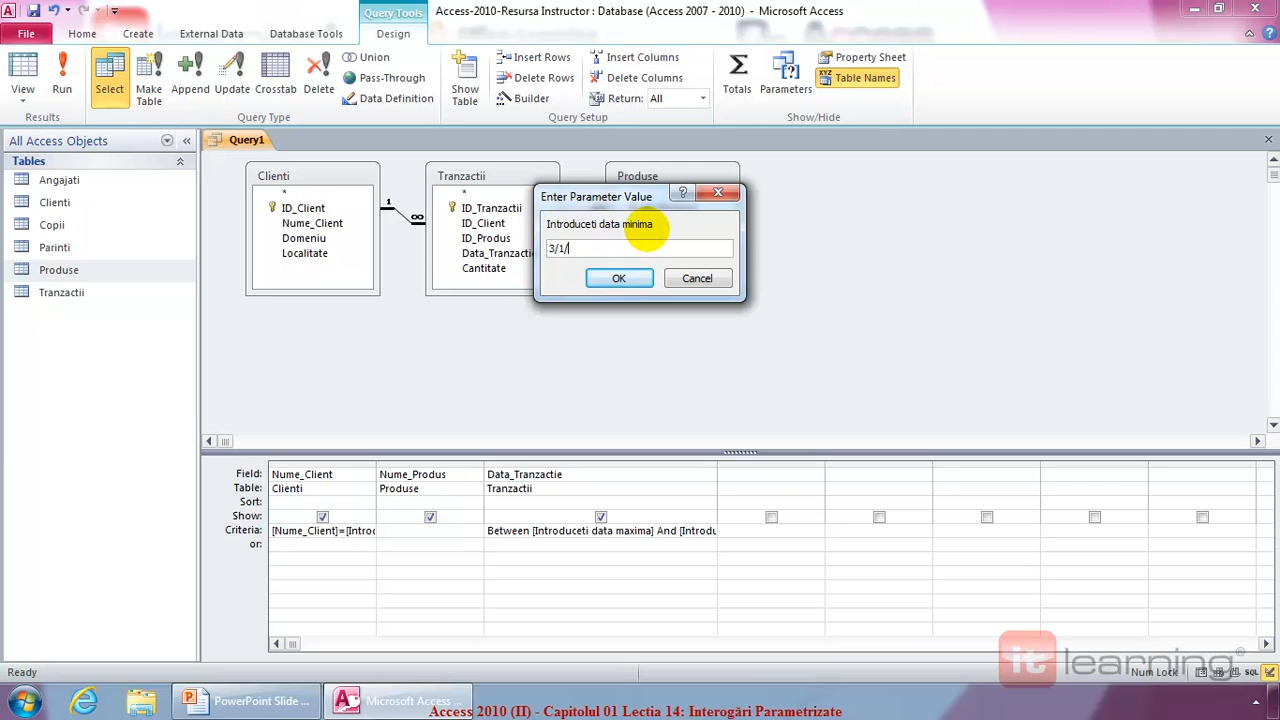 Query Tools
Access-2010-Resursa Instructor : Database (Access 2007 - 2010) - Microsoft Access
File
Home
Create
External Data
Database Tools
Design
View
Run
Select
Make Table
Append
Update
Crosstab
Delete
Union
Pass-Through
Data Definition
Show Table
Insert Rows
Delete Rows
Builder
Insert Columns
Delete Columns
Return: All
Totals
Parameters
Property Sheet
Table Names
Results
Query Type
Query Setup
Show/Hide
All Access Objects
Tables
Angajati
Clienti
Copii
Parinti
Produse
Tranzactii
Query1
Clienti
*
ID_Client
Nume_Client
Domeniu
Localitate
1
∞
Tranzactii
*
ID_Tranzactii
ID_Client
ID_Produs
Data_Tranzactie
Cantitate
Produse
Enter Parameter Value
Introduceti data minima
3/1/
OK
Cancel
Field: Nume_Client Nume_Produs Data_Tranzactie
Table: Clienti Produse Tranzactii
Sort:
Show:
Criteria: [Nume_Client]=[Introd Between [Introduceti data maxima] And [Introdu
or:
Ready
Num Lock
SQL
it learning®
PowerPoint Slide ...
Microsoft Access ...
Access 2010 (II) - Capitolul 01 Lectia 14: Interogări Parametrizate